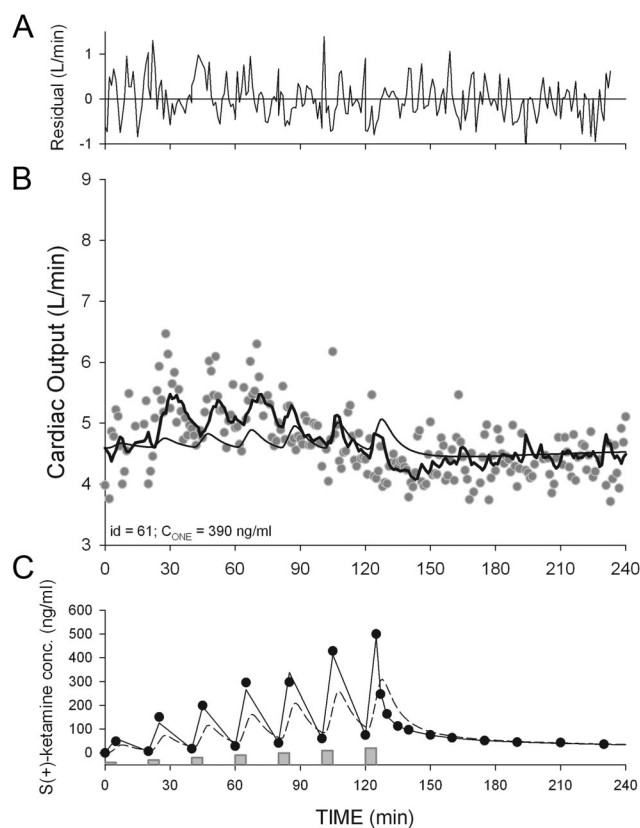 A
Residual (L/min)
1
0
-1
B
Cardiac Output (L/min)
9
8
7
6
5
4
3
id = 61; CONE = 390 ng/ml
0 30 60 90 120 150 180 210 240
C
S(+)-ketamine conc. (ng/ml)
600
500
400
300
200
100
0
0 30 60 90 120 150 180 210 240
TIME (min)